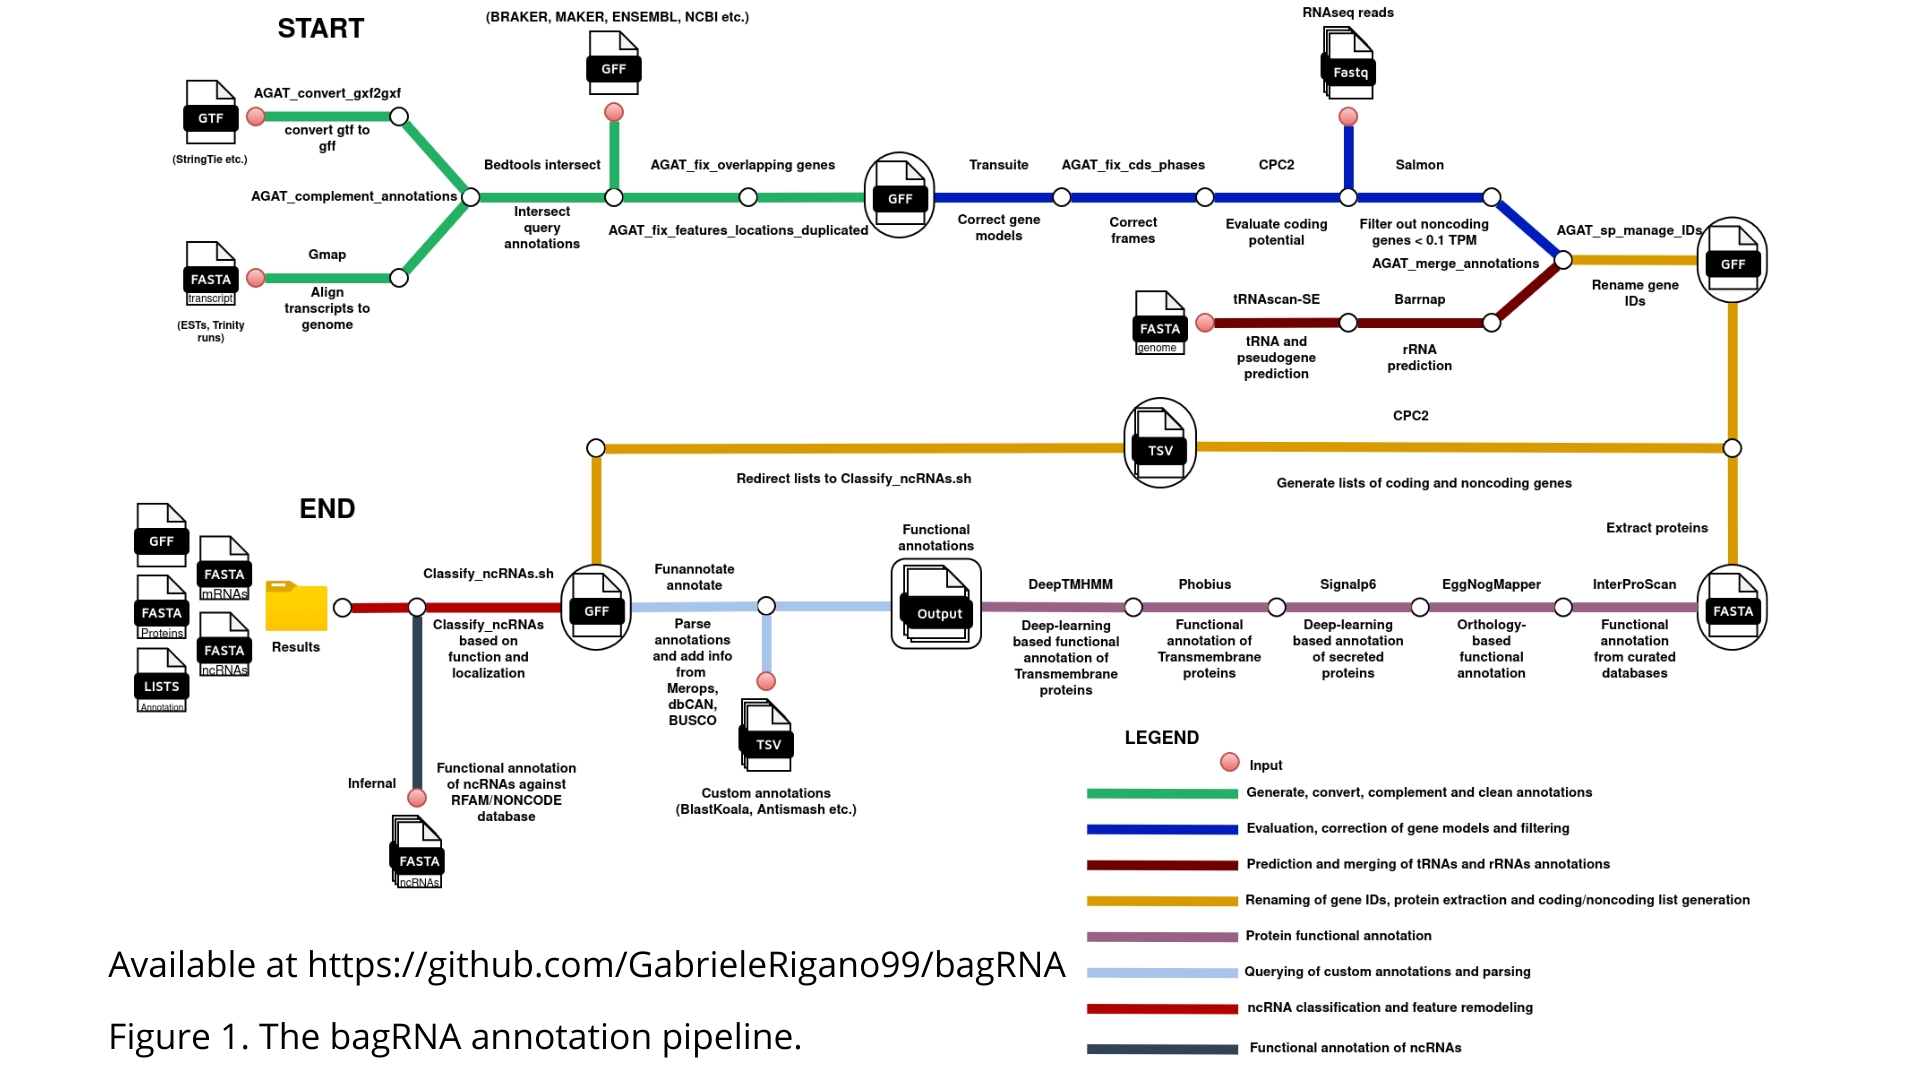 START
(BRAKER, MAKER, ENSEMBL, NCBI etc.)
RNAseq reads
GFF
Fastq
AGAT_convert_gxf2gxf
GTF
convert gtf to
gff
(StringTie etc.)
Bedtools intersect
AGAT_fix_overlapping genes
Transuite
AGAT_fix_cds_phases
CPC2
Salmon
AGAT_complement_annotations
GFF
Intersect
query
annotations
AGAT_fix_features_locations_duplicated
Correct gene
models
Correct
frames
Evaluate coding
potential
Filter out noncoding
genes < 0.1 TPM
AGAT_sp_manage_IDs
GFF
Gmap
FASTA
transcript
Align
transcripts to
genome
(ESTs, Trinity
runs)
AGAT_merge_annotations
Rename gene
IDs
tRNAscan-SE
Barrnap
FASTA
genome
tRNA and
pseudogene
prediction
rRNA
prediction
CPC2
TSV
Redirect lists to Classify_ncRNAs.sh
Generate lists of coding and noncoding genes
END
Extract proteins
GFF
FASTA
mRNAs
FASTA
Proteins
FASTA
ncRNAs
LISTS
Annotation
Results
Classify_ncRNAs.sh
Classify_ncRNAs
based on
function and
localization
GFF
Funannotate
annotate
Parse
annotations
and add info
from
Merops,
dbCAN,
BUSCO
Functional
annotations
Output
DeepTMHMM
Deep-learning
based functional
annotation of
Transmembrane
proteins
Phobius
Functional
annotation of
Transmembrane
proteins
Signalp6
Deep-learning
based annotation
of secreted
proteins
EggNogMapper
Orthology-
based
functional
annotation
InterProScan
Functional
annotation
from curated
databases
FASTA
TSV
Custom annotations
(BlastKoala, Antismash etc.)
Infernal
Functional annotation
of ncRNAs against
RFAM/NONCODE
database
FASTA
ncRNAs
LEGEND
Input
Generate, convert, complement and clean annotations
Evaluation, correction of gene models and filtering
Prediction and merging of tRNAs and rRNAs annotations
Renaming of gene IDs, protein extraction and coding/noncoding list generation
Protein functional annotation
Querying of custom annotations and parsing
ncRNA classification and feature remodeling
Functional annotation of ncRNAs
Available at https://github.com/GabrieleRigano99/bagRNA
Figure 1. The bagRNA annotation pipeline.